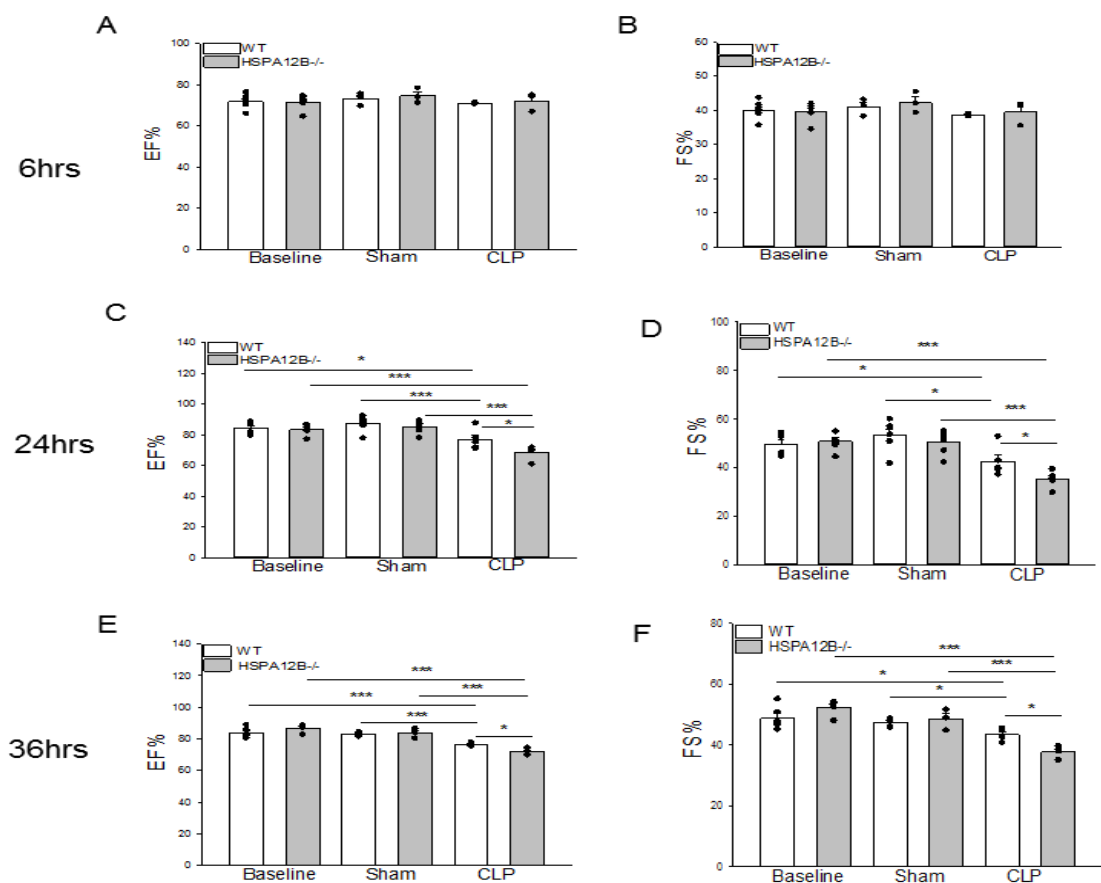 A
B
6hrs
EF%
100
80
60
40
20
0
WT
HSPA12B-/-
Baseline
Sham
CLP
FS%
60
50
40
30
20
10
0
WT
HSPA12B-/-
Baseline
Sham
CLP
C
D
24hrs
EF%
140
120
100
80
60
40
20
0
WT
HSPA12B-/-
*
***
***
***
*
Baseline
Sham
CLP
FS%
100
80
60
40
20
0
WT
HSPA12B-/-
***
*
*
***
*
Baseline
Sham
CLP
E
F
36hrs
EF%
140
120
100
80
60
40
20
0
WT
HSPA12B-/-
***
***
***
***
*
Baseline
Sham
CLP
FS%
80
60
40
20
0
WT
HSPA12B-/-
***
***
*
*
*
Baseline
Sham
CLP